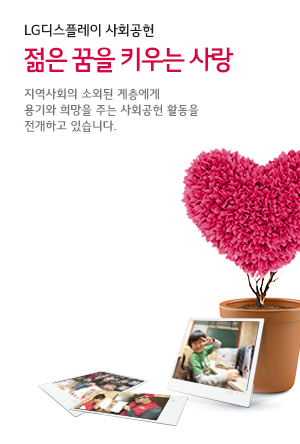 LG디스플레이 사회공헌
젊은 꿈을 키우는 사랑
지역사회의 소외된 계층에게
용기와 희망을 주는 사회공헌 활동을
전개하고 있습니다.